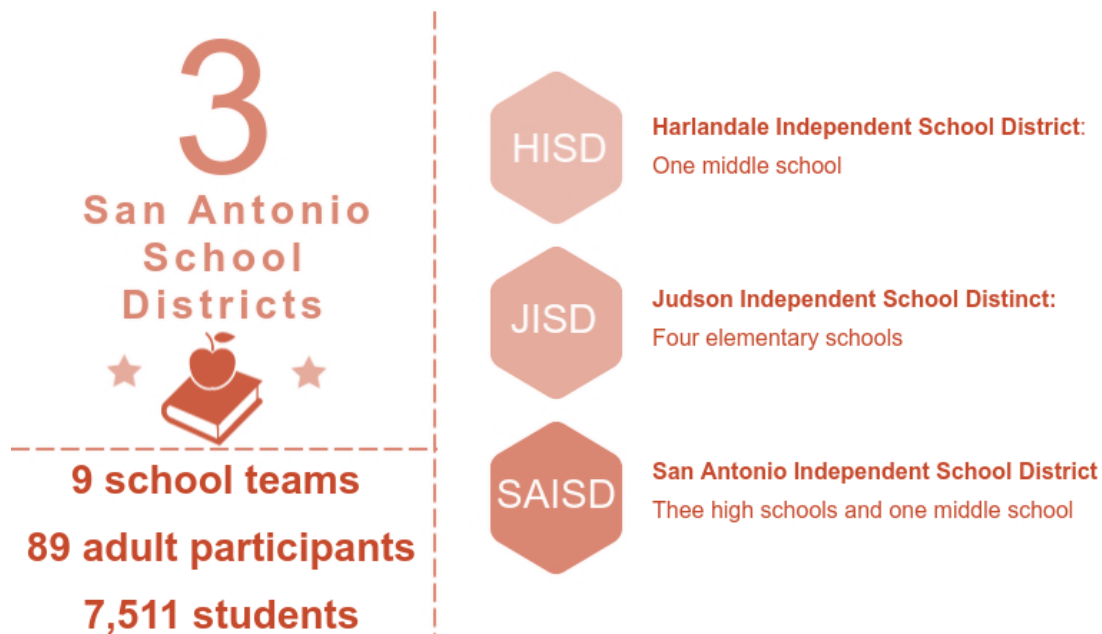 3
San Antonio
School
Districts
9 school teams
89 adult participants
7,511 students
HISD
Harlandale Independent School District:
One middle school
JISD
Judson Independent School Distinct:
Four elementary schools
SAISD
San Antonio Independent School District
Thee high schools and one middle school